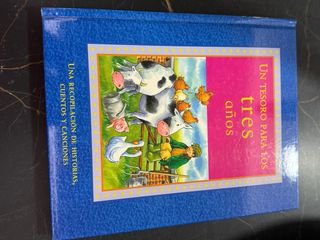 UN TESORO PARA LOS
tres
años
UNA RECOPILACIÓN DE HISTORIAS,
CUENTOS Y CANCIONES